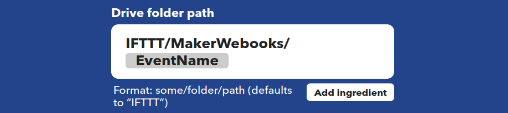 Drive folder path
IFTTT/MakerWebooks/
EventName
Format: some/folder/path (defaults
to “IFTTT”)
Add ingredient